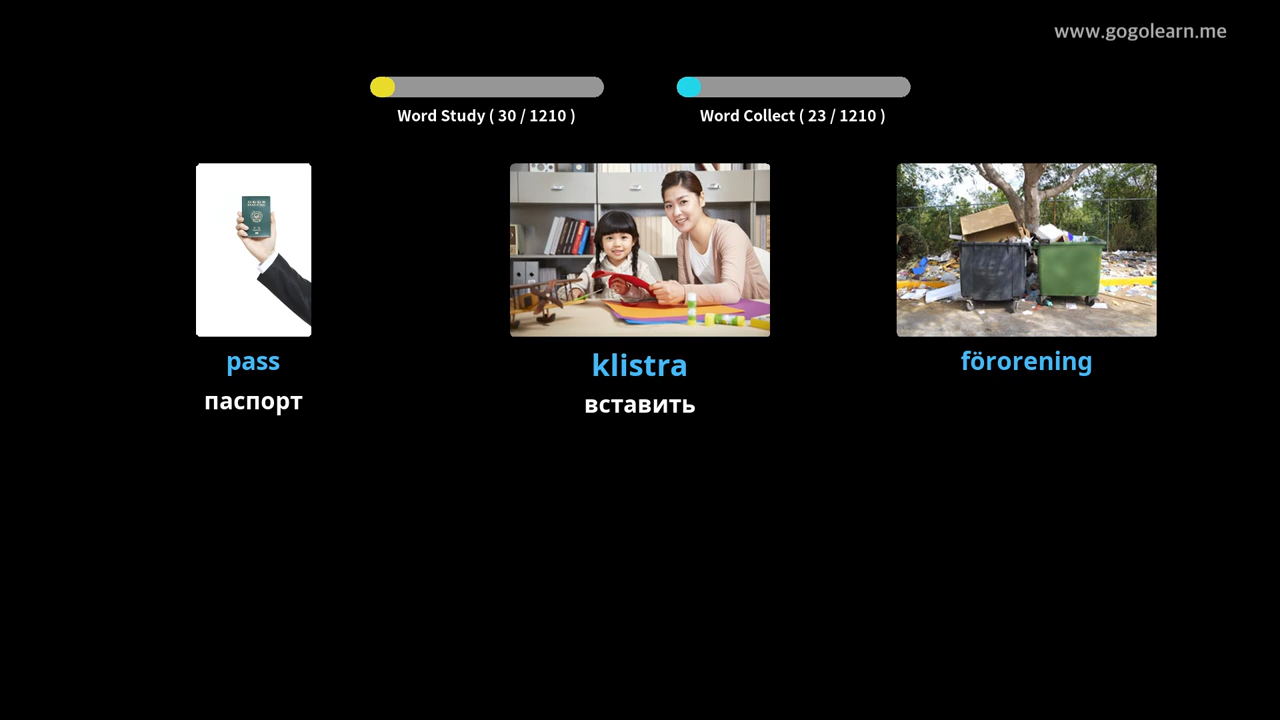 www.gogolearn.me
Word Study ( 30 / 1210 )
Word Collect ( 23 / 1210 )
pass
klistra
förorening
паспорт
вставить